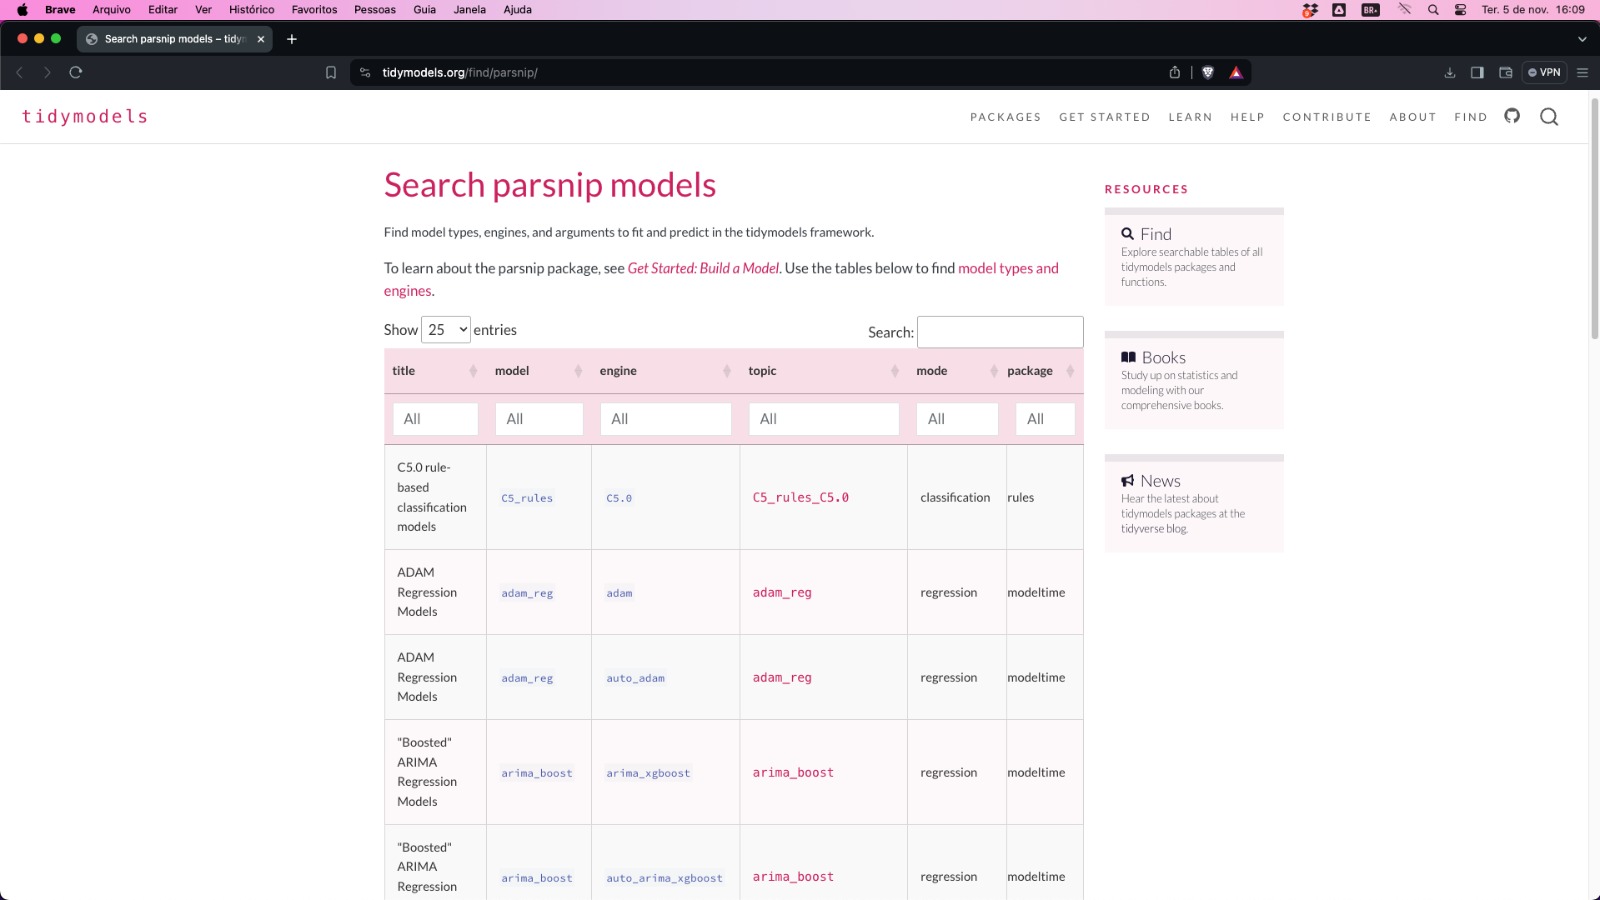 Brave Arquivo Editar Ver Histórico Favoritos Pessoas Guia Janela Ajuda
BR Ter. 5 de nov. 16:09
Search parsnip models – tidyn
tidymodels.org/find/parsnip/
VPN
tidymodels
PACKAGES GET STARTED LEARN HELP CONTRIBUTE ABOUT FIND
Search parsnip models
Find model types, engines, and arguments to fit and predict in the tidymodels framework.
To learn about the parsnip package, see Get Started: Build a Model. Use the tables below to find model types and
engines.
Show 25 entries
Search:
title model engine topic mode package
All All All All All All
C5.0 rule-
based
classification
models
C5_rules C5.0 C5_rules_C5.0 classification rules
ADAM
Regression
Models
adam_reg adam adam_reg regression modeltime
ADAM
Regression
Models
adam_reg auto_adam adam_reg regression modeltime
"Boosted"
ARIMA
Regression
Models
arima_boost arima_xgboost arima_boost regression modeltime
"Boosted"
ARIMA
Regression
arima_boost auto_arima_xgboost arima_boost regression modeltime
RESOURCES
Find
Explore searchable tables of all
tidymodels packages and
functions.
Books
Study up on statistics and
modeling with our
comprehensive books.
News
Hear the latest about
tidymodels packages at the
tidyverse blog.